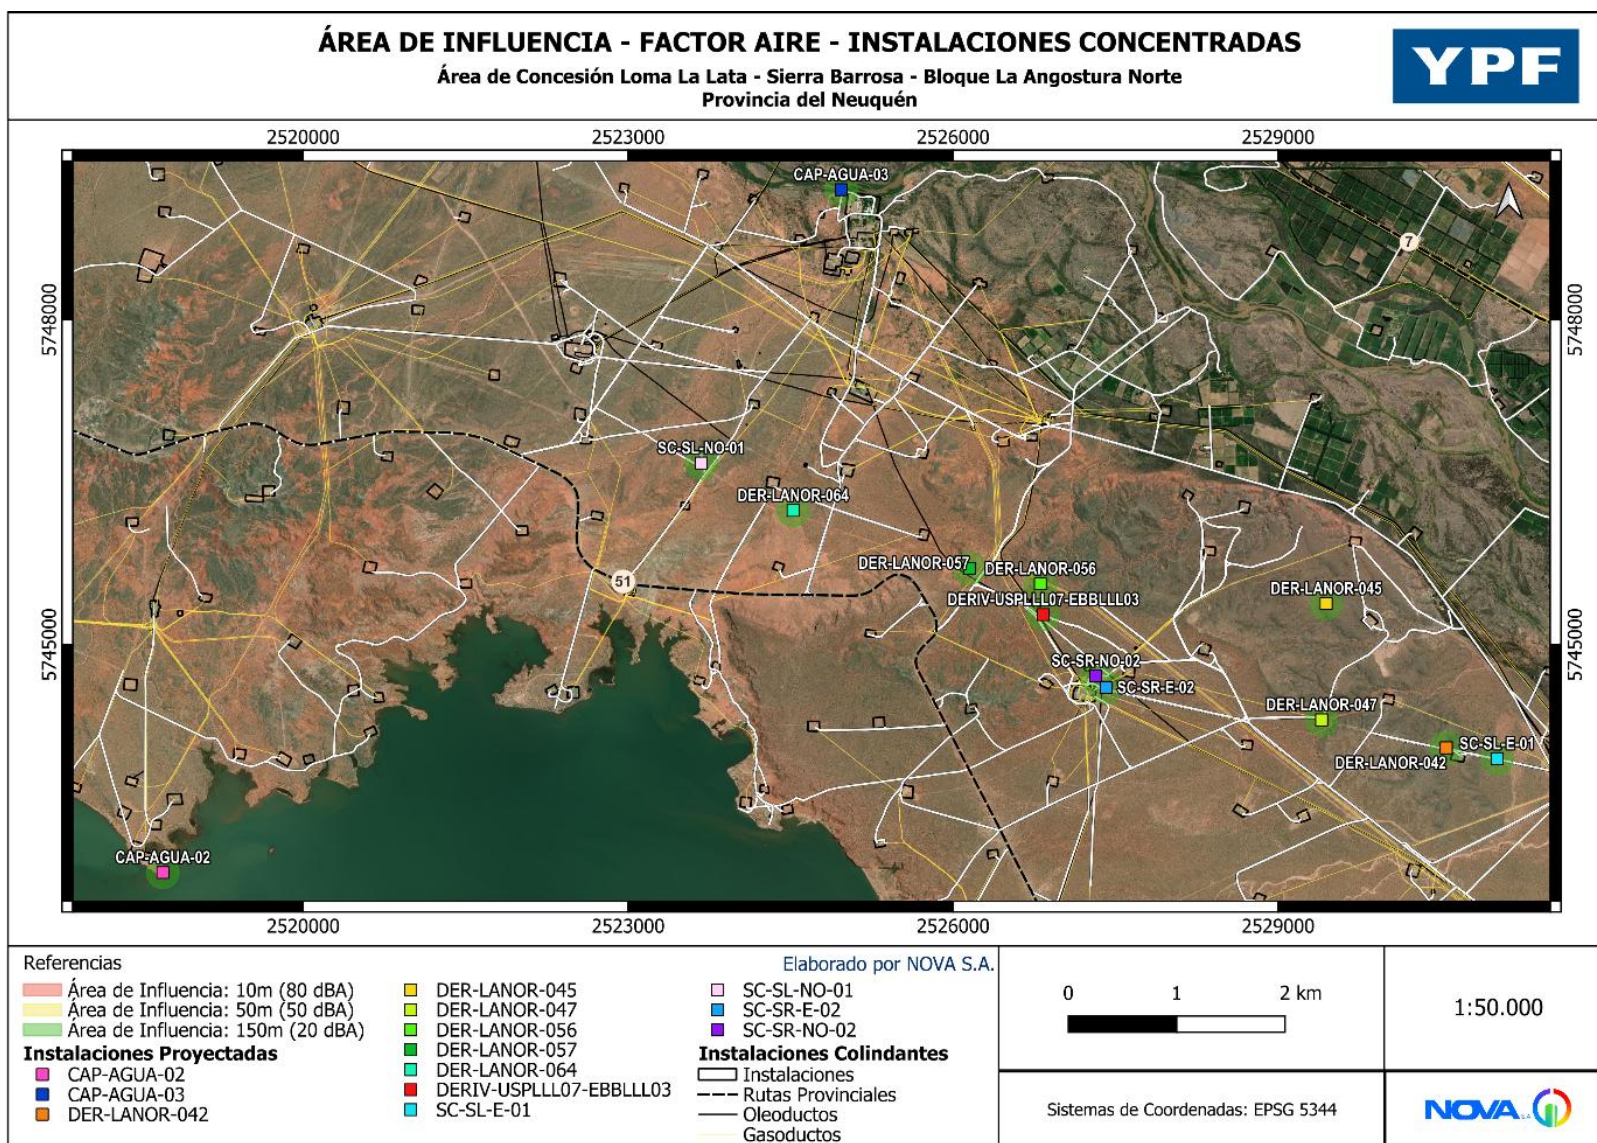 ÁREA DE INFLUENCIA - FACTOR AIRE - INSTALACIONES CONCENTRADAS
Área de Concesión Loma La Lata - Sierra Barrosa - Bloque La Angostura Norte
Provincia del Neuquén
YPF
2520000
2523000
2526000
2529000
CAP-AGUA-03
7
5748000
5748000
SC-SL-NO-01
DER-LANOR-064
DER-LANOR-057
DER-LANOR-056
51
DER-LANOR-045
DERIV-USPLLL07-EBBLLL03
5745000
5745000
SC-SR-NO-02
SC-SR-E-02
DER-LANOR-047
SC-SL-E-01
DER-LANOR-042
CAP-AGUA-02
2520000
2523000
2526000
2529000
Referencias
Área de Influencia: 10m (80 dBA)
Área de Influencia: 50m (50 dBA)
Área de Influencia: 150m (20 dBA)
Instalaciones Proyectadas
CAP-AGUA-02
CAP-AGUA-03
DER-LANOR-042
DER-LANOR-045
DER-LANOR-047
DER-LANOR-056
DER-LANOR-057
DER-LANOR-064
DERIV-USPLLL07-EBBLLL03
SC-SL-E-01
Elaborado por NOVA S.A.
SC-SL-NO-01
SC-SR-E-02
SC-SR-NO-02
Instalaciones Colindantes
Instalaciones
Rutas Provinciales
Oleoductos
Gasoductos
0 1 2 km
1:50.000
Sistemas de Coordenadas: EPSG 5344
NOVA